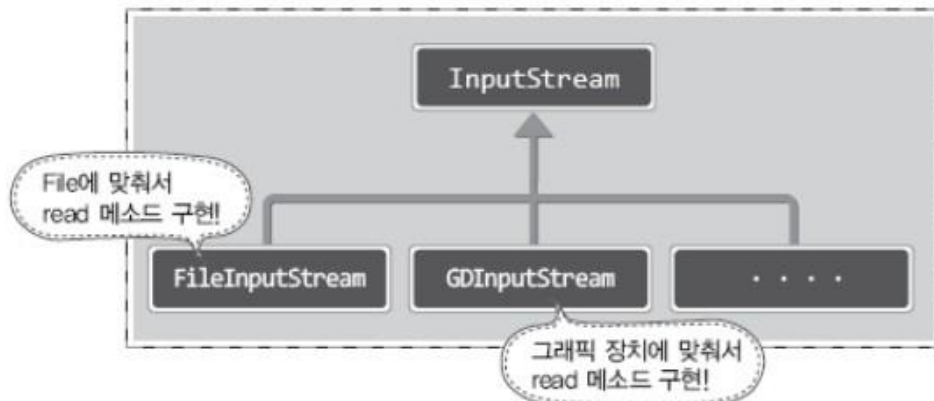 InputStream
File에 맞춰서
read 메소드 구현!
FileInputStream
GDInputStream
. . . .
그래픽 장치에 맞춰서
read 메소드 구현!